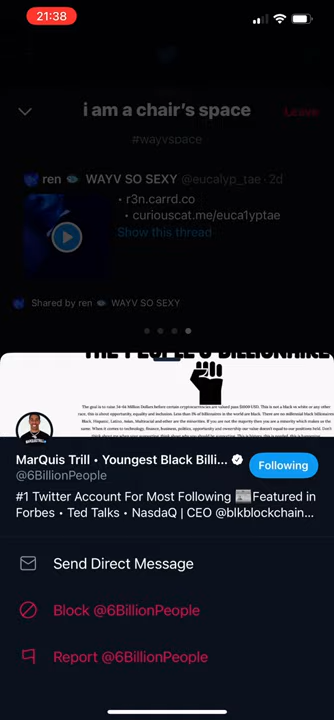 21:38
i am a chair's space
Leave
#wayvspace
ren WAYV SO SEXY @eucalyp_tae · 2d
• r3n.carrd.co
• curiouscat.me/euca1yptae
Show this thread
Shared by ren WAYV SO SEXY
THE PEOPLE'S BILLIONAIRE
MarQuis Trill • Youngest Black Billi...
@6BillionPeople
Following
#1 Twitter Account For Most Following 📰Featured in
Forbes • Ted Talks • NasdaQ | CEO @blkblockchain...
Send Direct Message
Block @6BillionPeople
Report @6BillionPeople